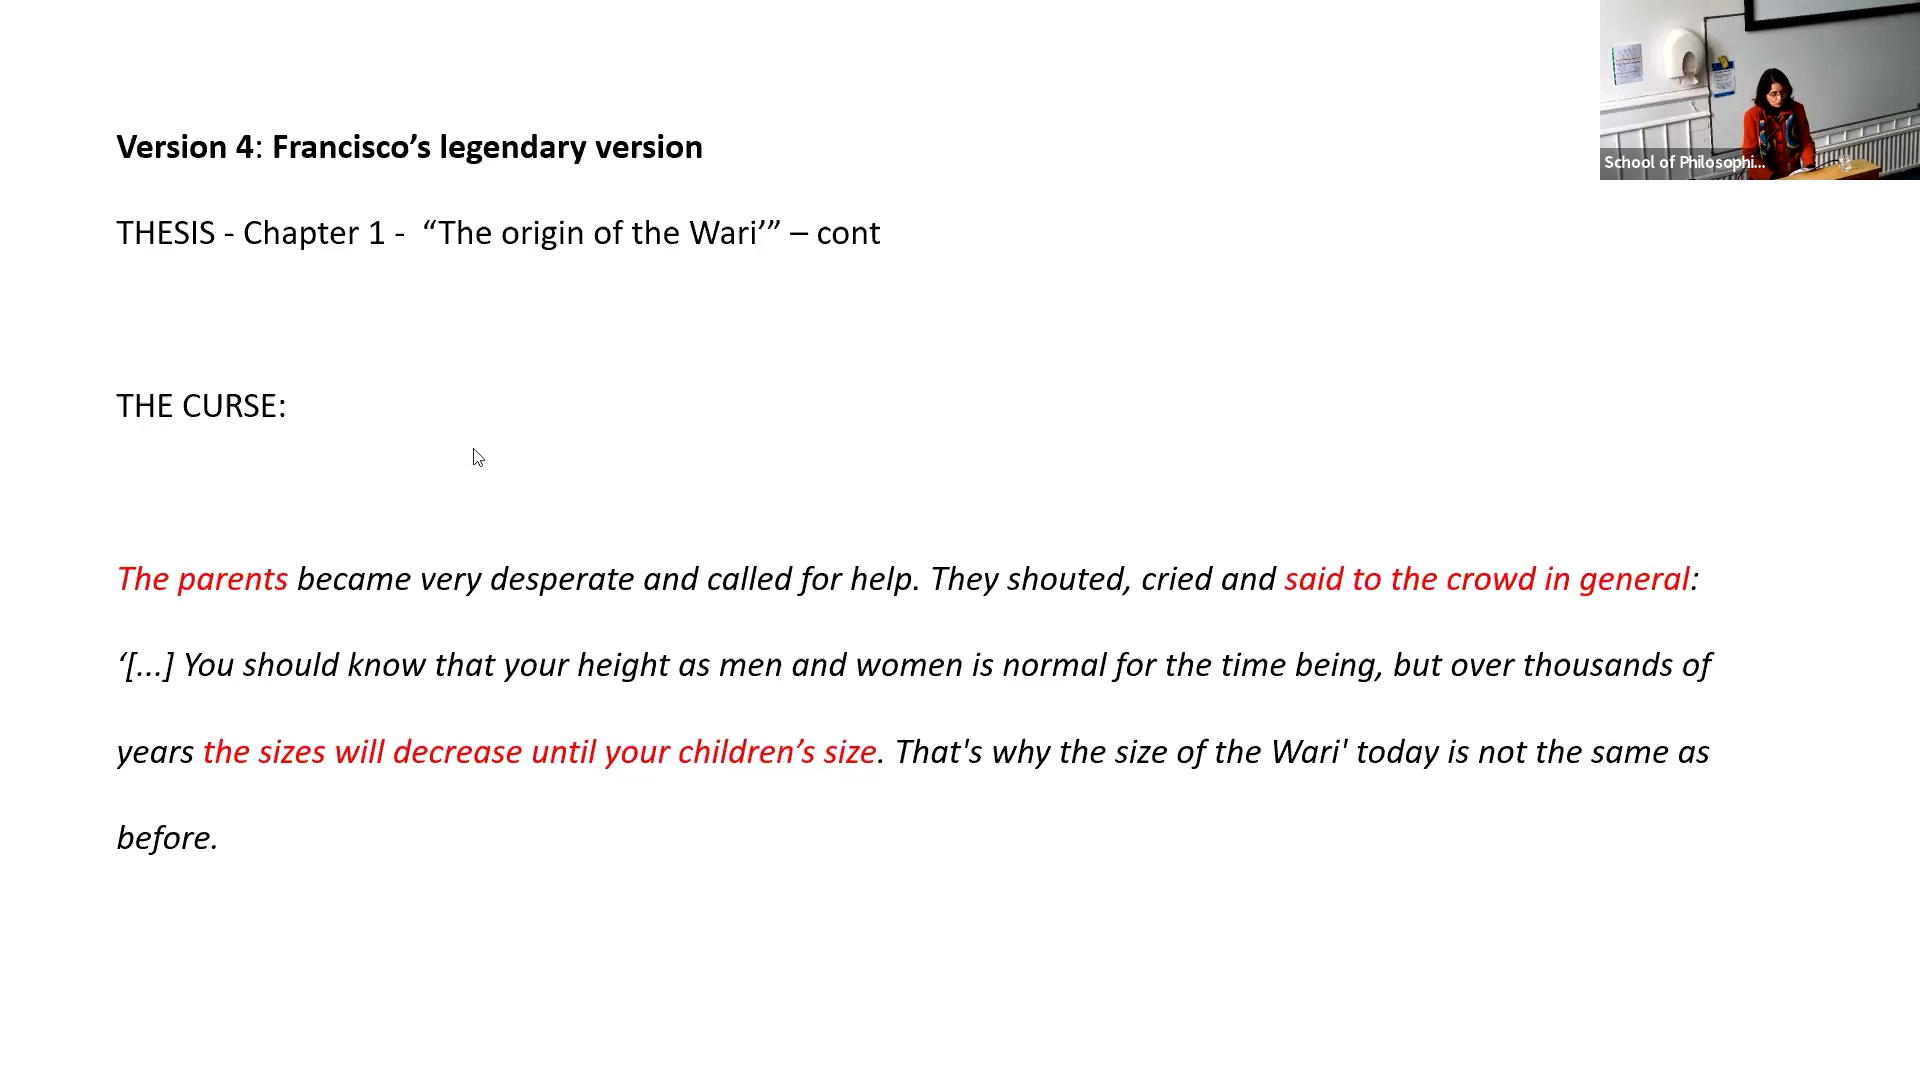 Version 4: Francisco’s legendary version
THESIS - Chapter 1 -  “The origin of the Wari’” – cont
THE CURSE:
The parents became very desperate and called for help. They shouted, cried and said to the crowd in general:
‘[...] You should know that your height as men and women is normal for the time being, but over thousands of
years the sizes will decrease until your children’s size. That's why the size of the Wari' today is not the same as
before.
School of Philosophi...